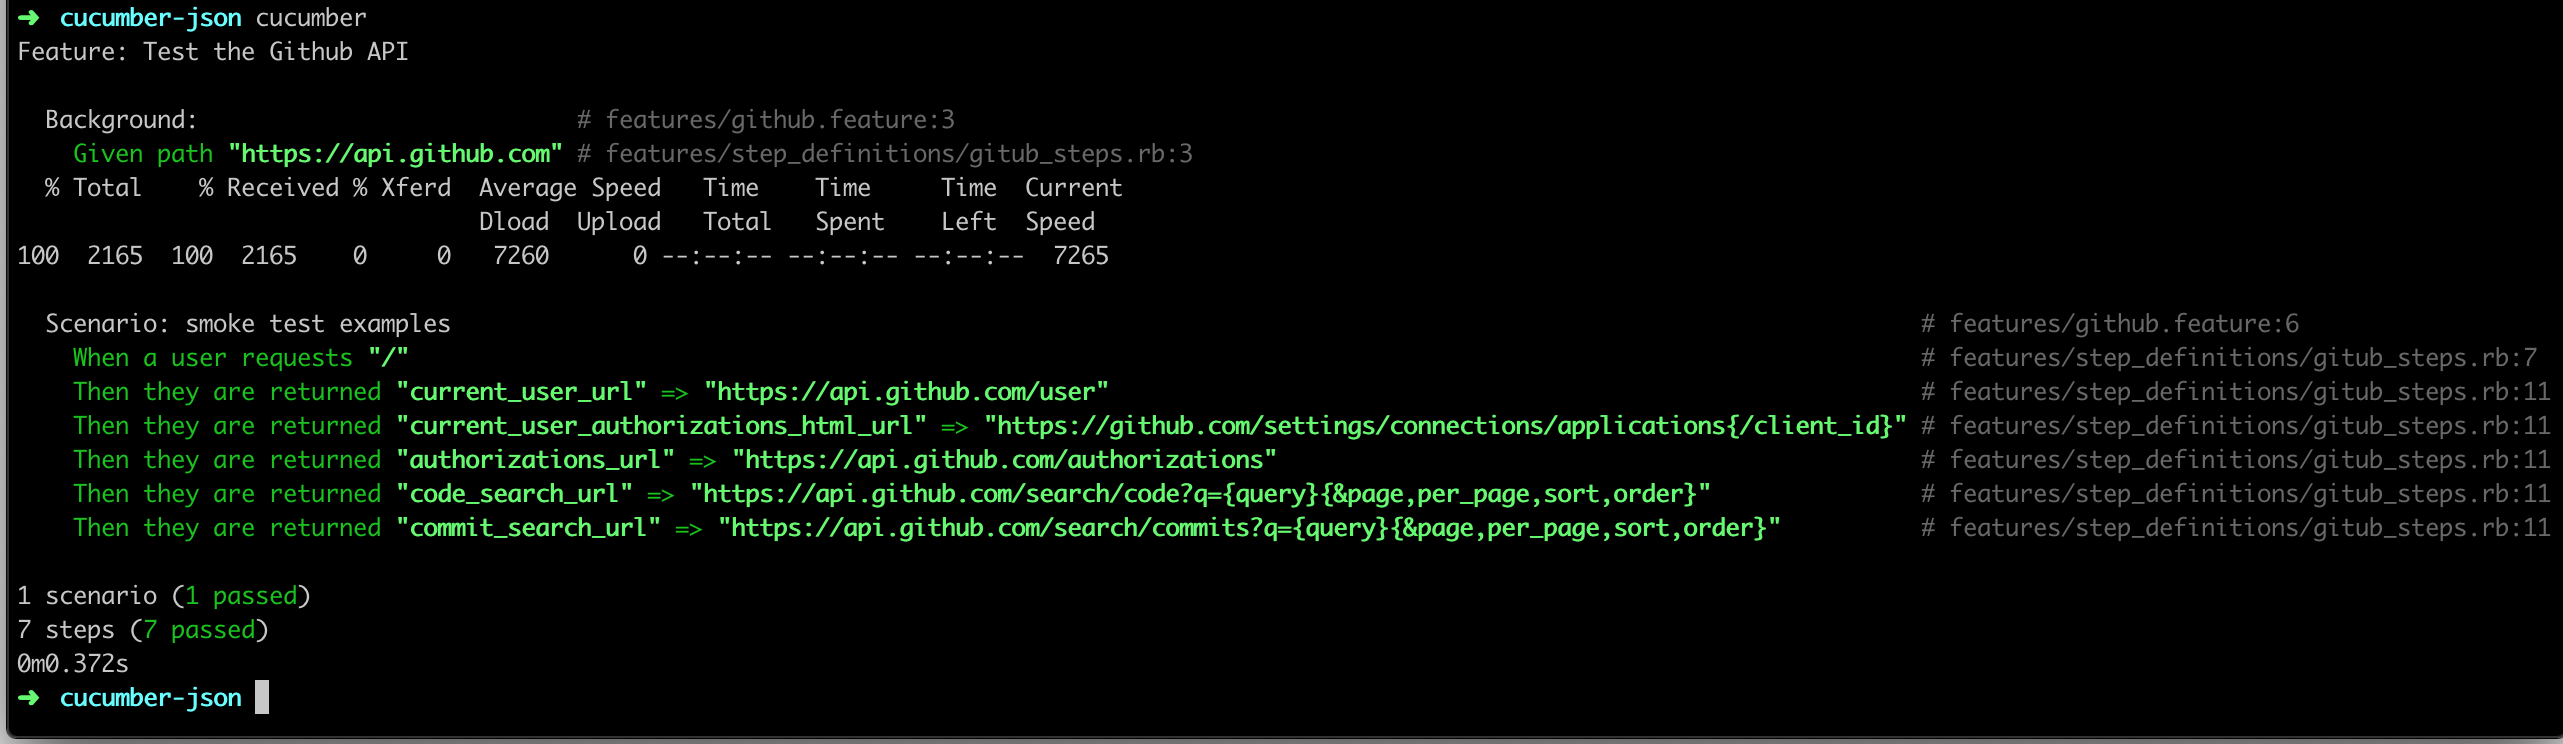 ➜ cucumber-json cucumber
Feature: Test the Github API
Background: # features/github.feature:3
Given path "https://api.github.com" # features/step_definitions/gitub_steps.rb:3
% Total % Received % Xferd Average Speed Time Time Time Current
Dload Upload Total Spent Left Speed
100 2165 100 2165 0 0 7260 0 --:--:-- --:--:-- --:--:-- 7265
Scenario: smoke test examples # features/github.feature:6
When a user requests "/" # features/step_definitions/gitub_steps.rb:7
Then they are returned "current_user_url" => "https://api.github.com/user" # features/step_definitions/gitub_steps.rb:11
Then they are returned "current_user_authorizations_html_url" => "https://github.com/settings/connections/applications{/client_id}" # features/step_definitions/gitub_steps.rb:11
Then they are returned "authorizations_url" => "https://api.github.com/authorizations" # features/step_definitions/gitub_steps.rb:11
Then they are returned "code_search_url" => "https://api.github.com/search/code?q={query}{&page,per_page,sort,order}" # features/step_definitions/gitub_steps.rb:11
Then they are returned "commit_search_url" => "https://api.github.com/search/commits?q={query}{&page,per_page,sort,order}" # features/step_definitions/gitub_steps.rb:11
1 scenario (1 passed)
7 steps (7 passed)
0m0.372s
➜ cucumber-json